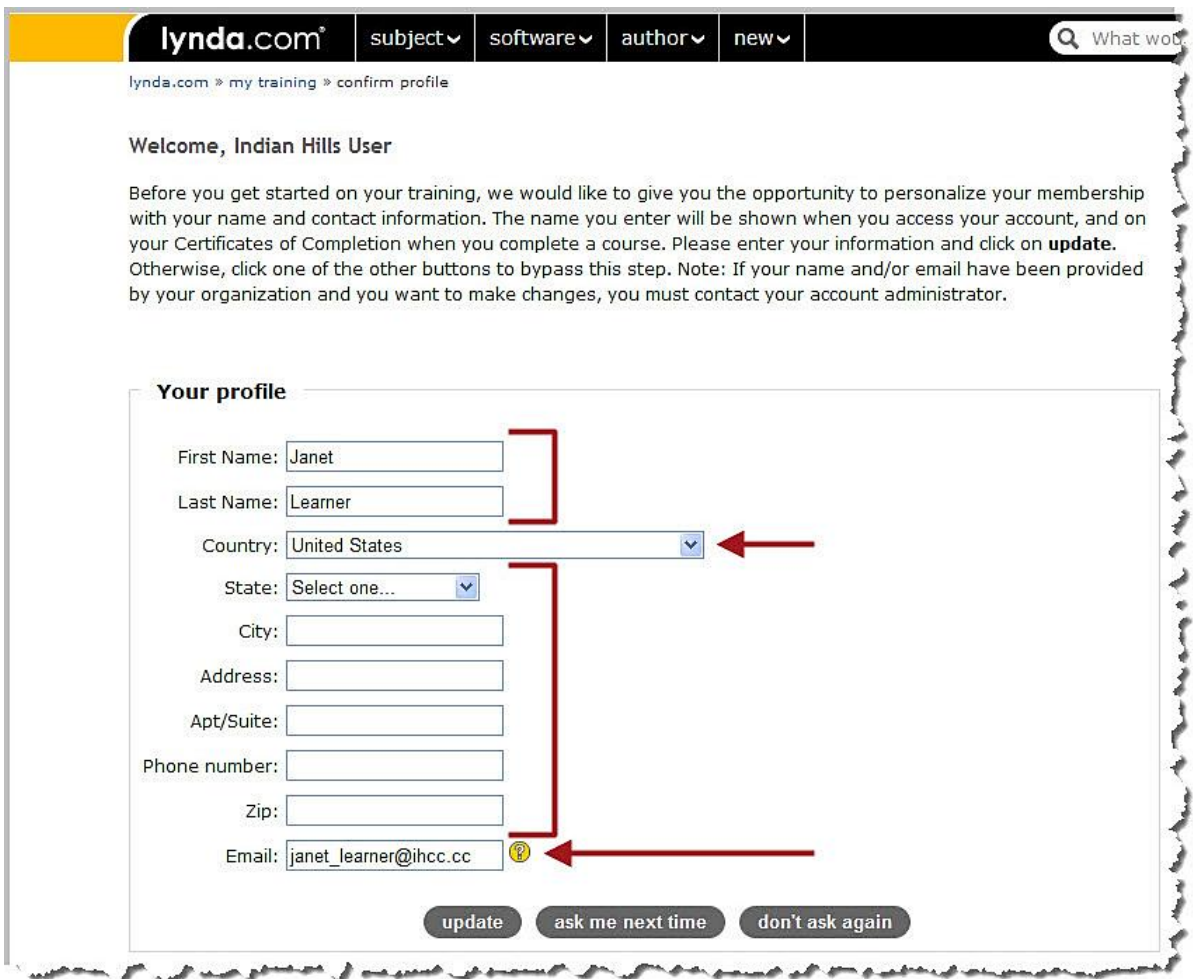 lynda.com® subject software author new What wou
lynda.com » my training » confirm profile
Welcome, Indian Hills User
Before you get started on your training, we would like to give you the opportunity to personalize your membership
with your name and contact information. The name you enter will be shown when you access your account, and on
your Certificates of Completion when you complete a course. Please enter your information and click on update.
Otherwise, click one of the other buttons to bypass this step. Note: If your name and/or email have been provided
by your organization and you want to make changes, you must contact your account administrator.
Your profile
First Name: Janet
Last Name: Learner
Country: United States
State: Select one...
City:
Address:
Apt/Suite:
Phone number:
Zip:
Email: janet_learner@ihcc.cc ?
update ask me next time don't ask again